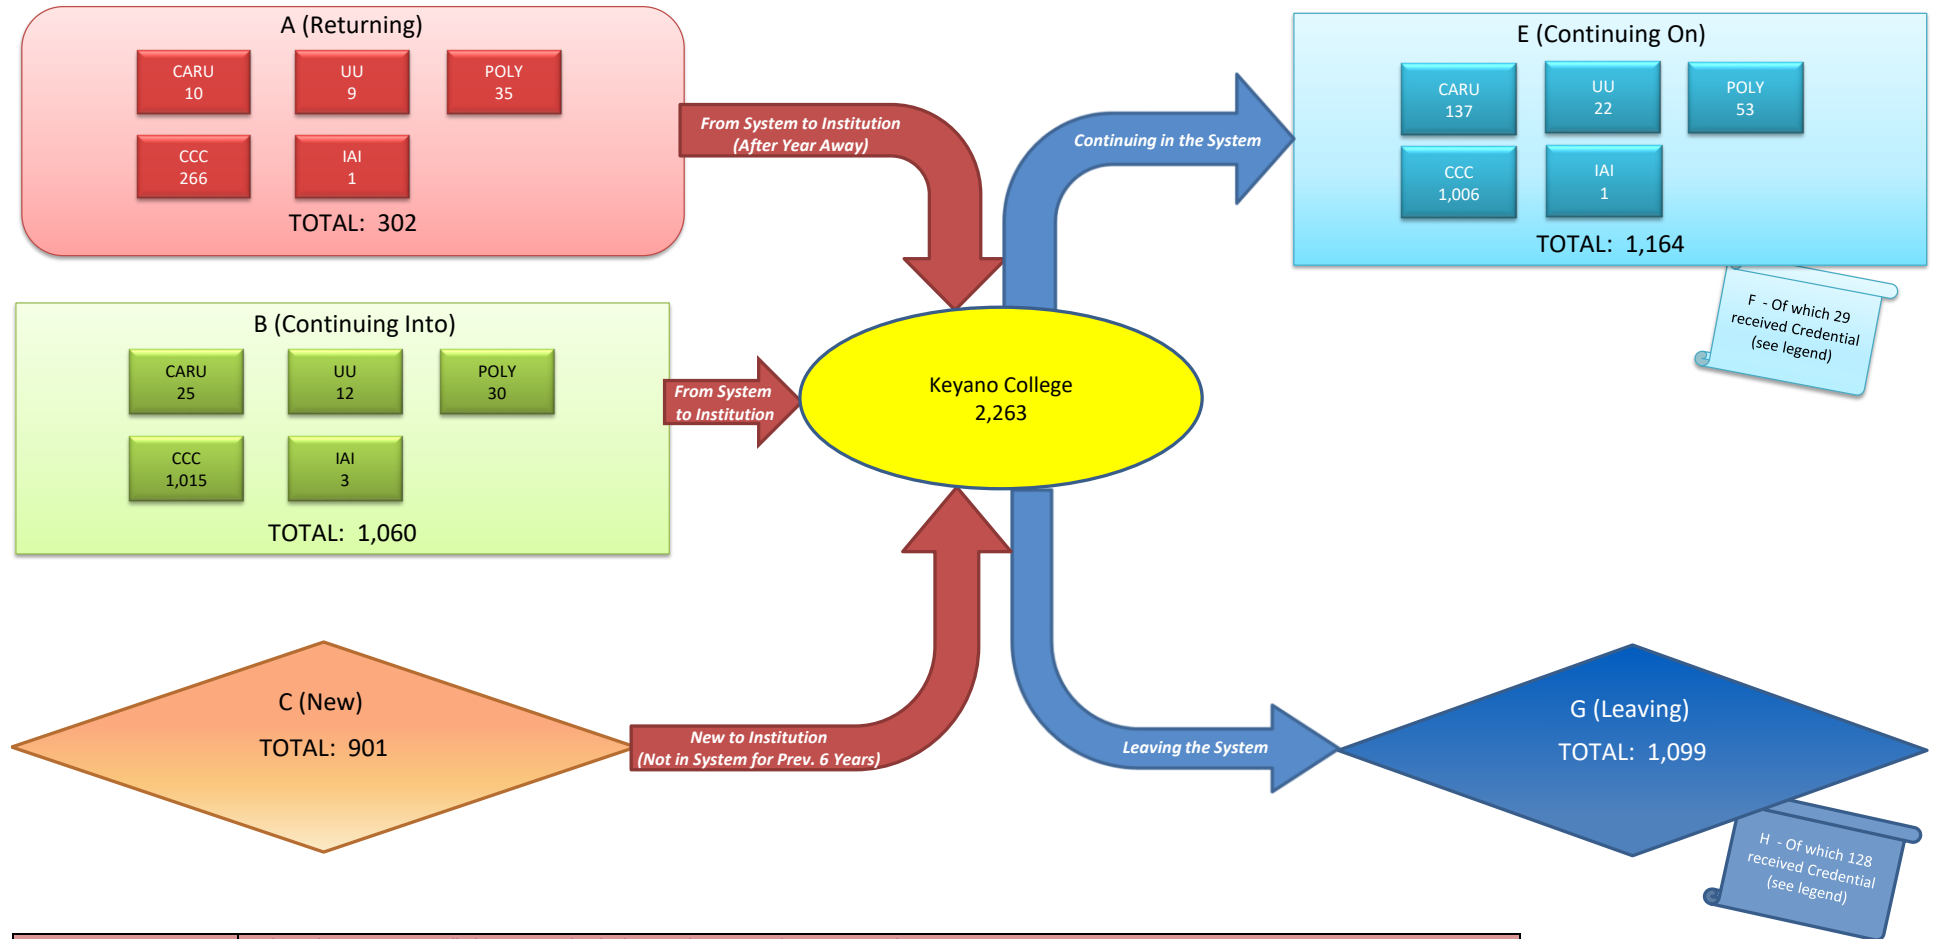 A (Returning)
CARU
10
UU
9
POLY
35
CCC
266
IAI
1
TOTAL: 302
From System to Institution
(After Year Away)
B (Continuing Into)
CARU
25
UU
12
POLY
30
CCC
1,015
IAI
3
TOTAL: 1,060
From System
to Institution
C (New)
TOTAL: 901
New to Institution
(Not in System for Prev. 6 Years)
Keyano College
2,263
Continuing in the System
E (Continuing On)
CARU
137
UU
22
POLY
53
CCC
1,006
IAI
1
TOTAL: 1,164
F - Of which 29
received Credential
(see legend)
Leaving the System
G (Leaving)
TOTAL: 1,099
H - Of which 128
received Credential
(see legend)